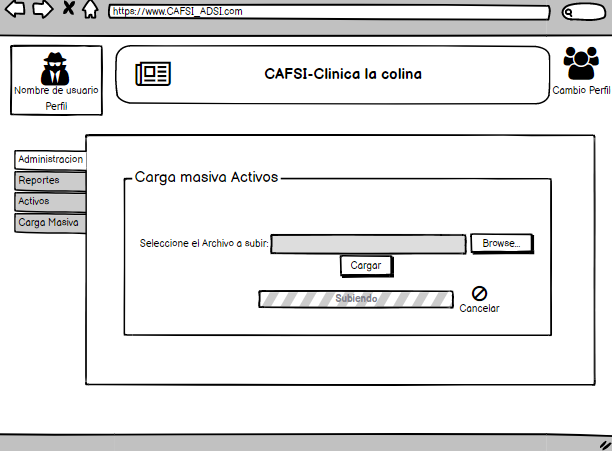 https://www.CAFSI_ADSI.com
CAFSI-Clinica la colina
Nombre de usuario
Perfil
Cambio Perfil
Administracion
Reportes
Activos
Carga Masiva
Carga masiva Activos
Seleccione el Archivo a subir:
Browse...
Cargar
Subiendo
Cancelar